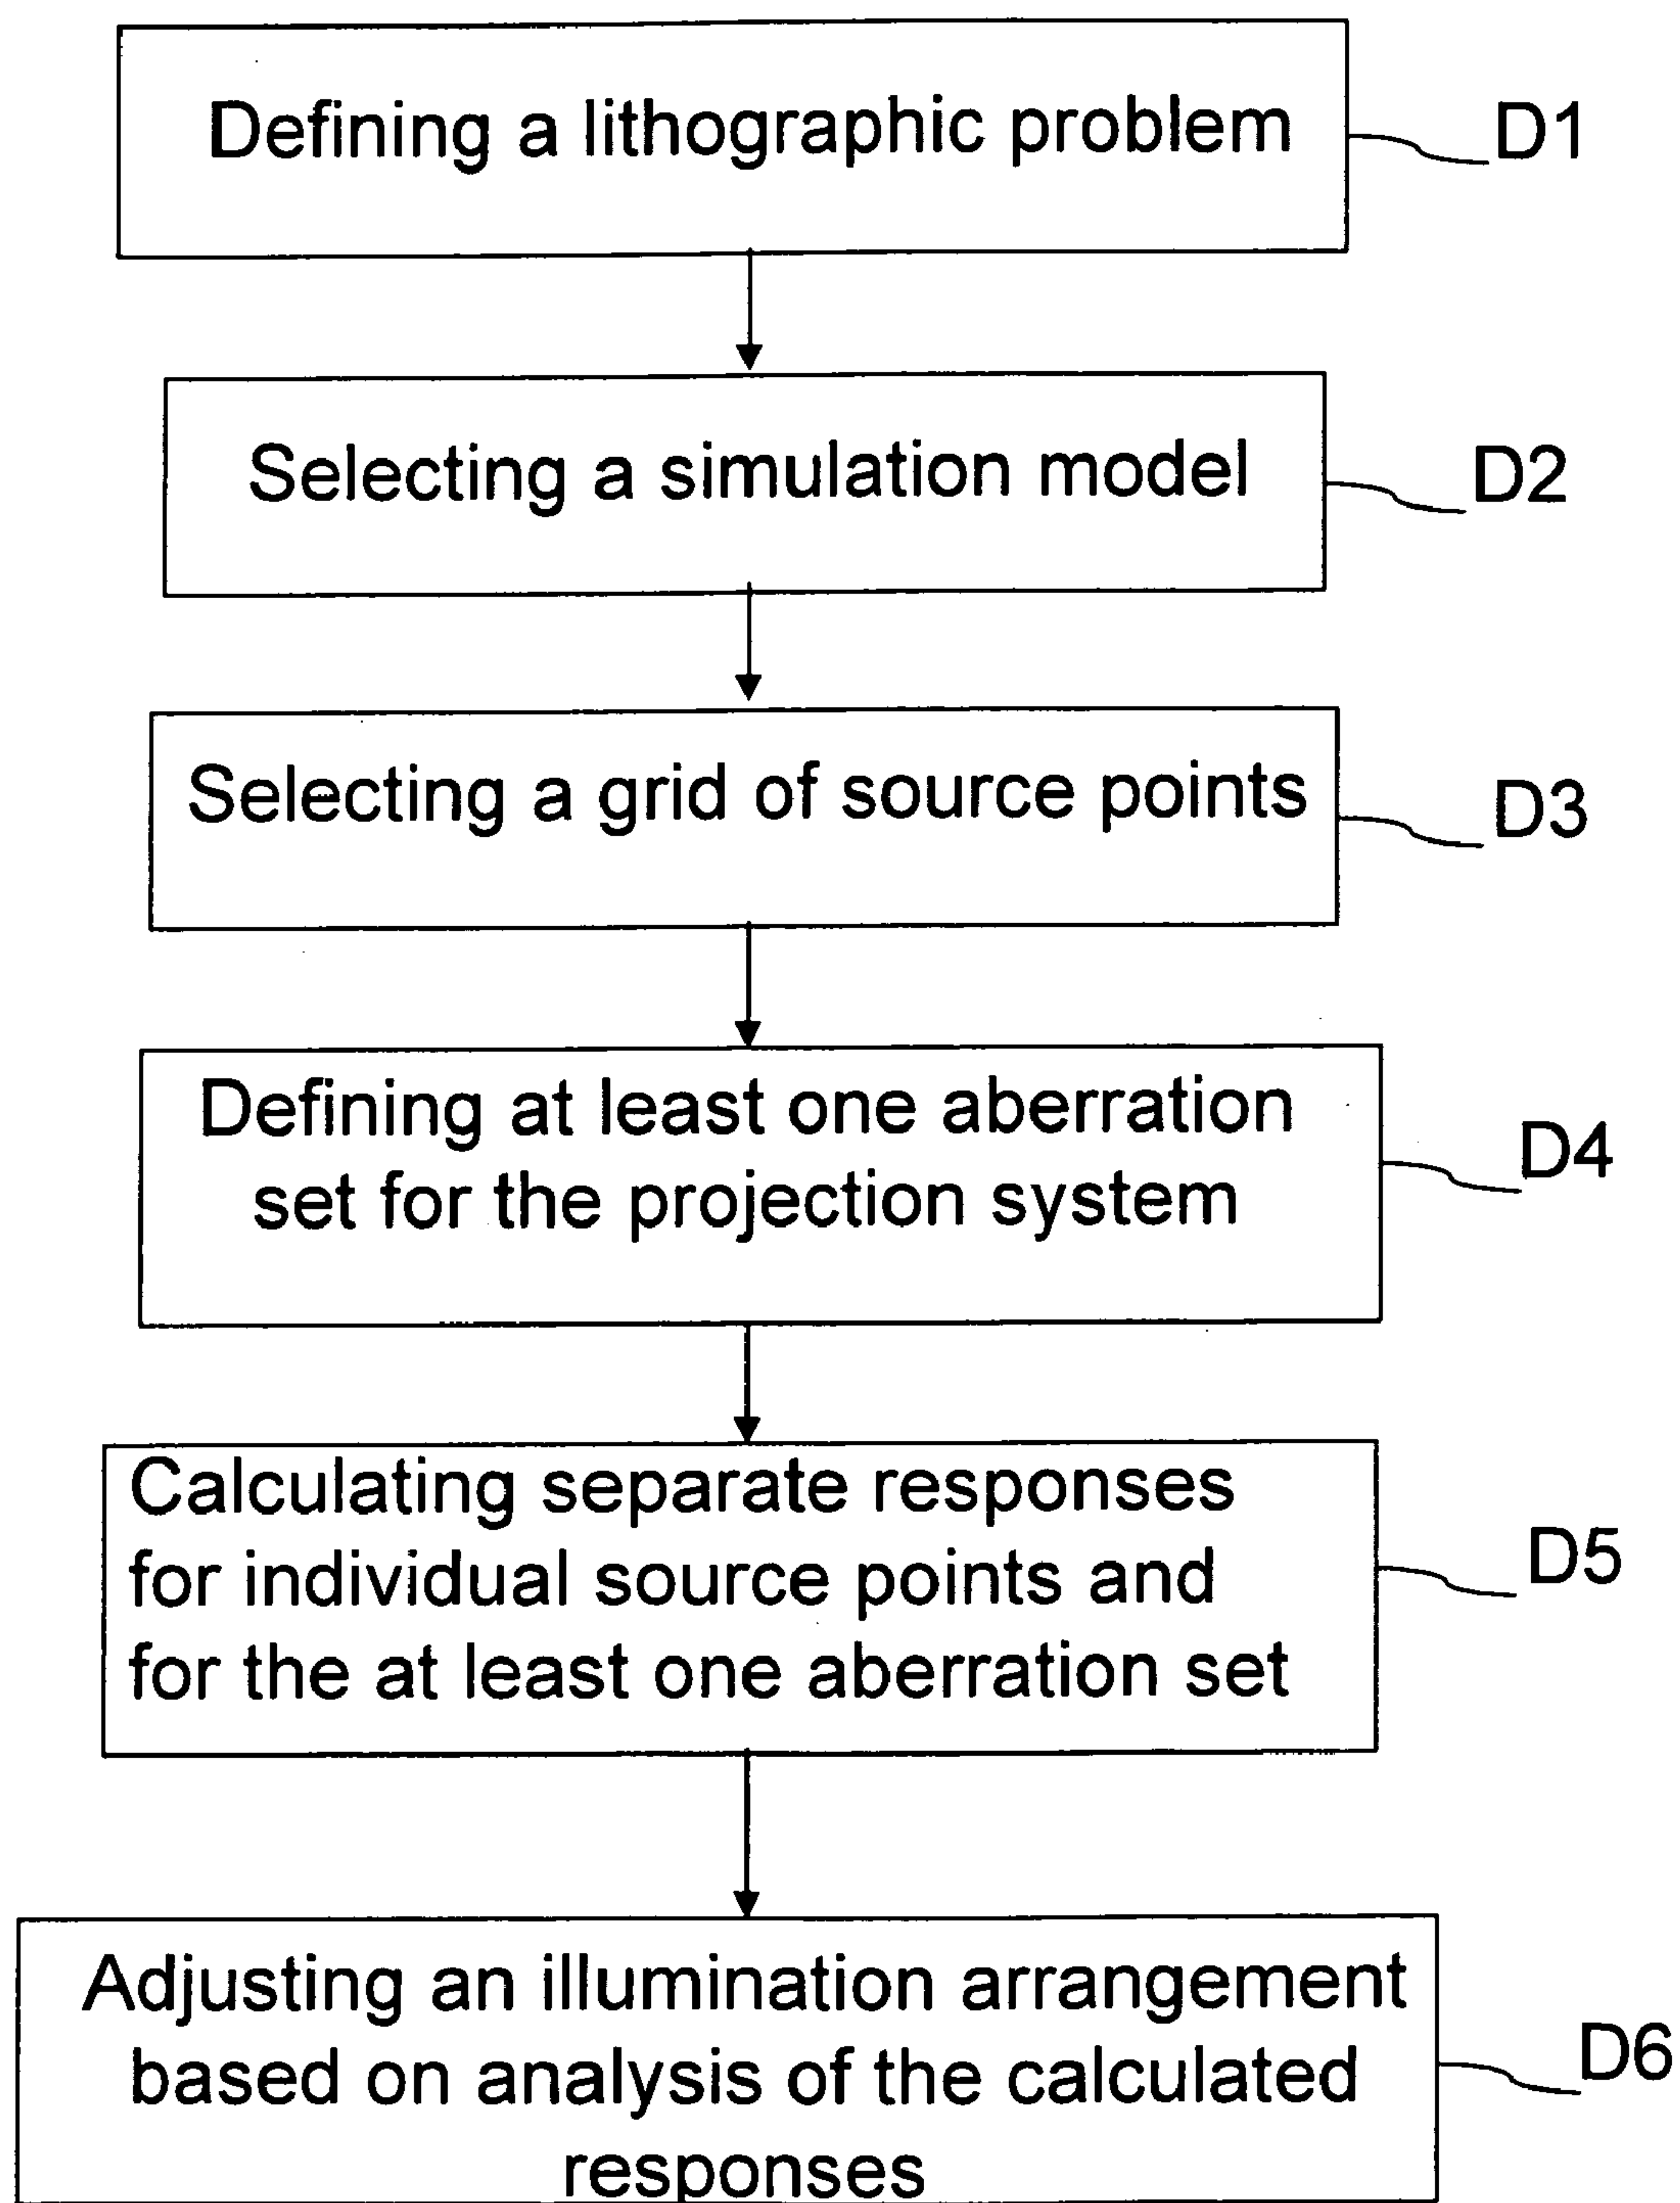 Defining a lithographic problem
D1
Selecting a simulation model
D2
Selecting a grid of source points
D3
Defining at least one aberration
set for the projection system
D4
Calculating separate responses
for individual source points and
for the at least one aberration set
D5
Adjusting an illumination arrangement
based on analysis of the calculated
responses
D6